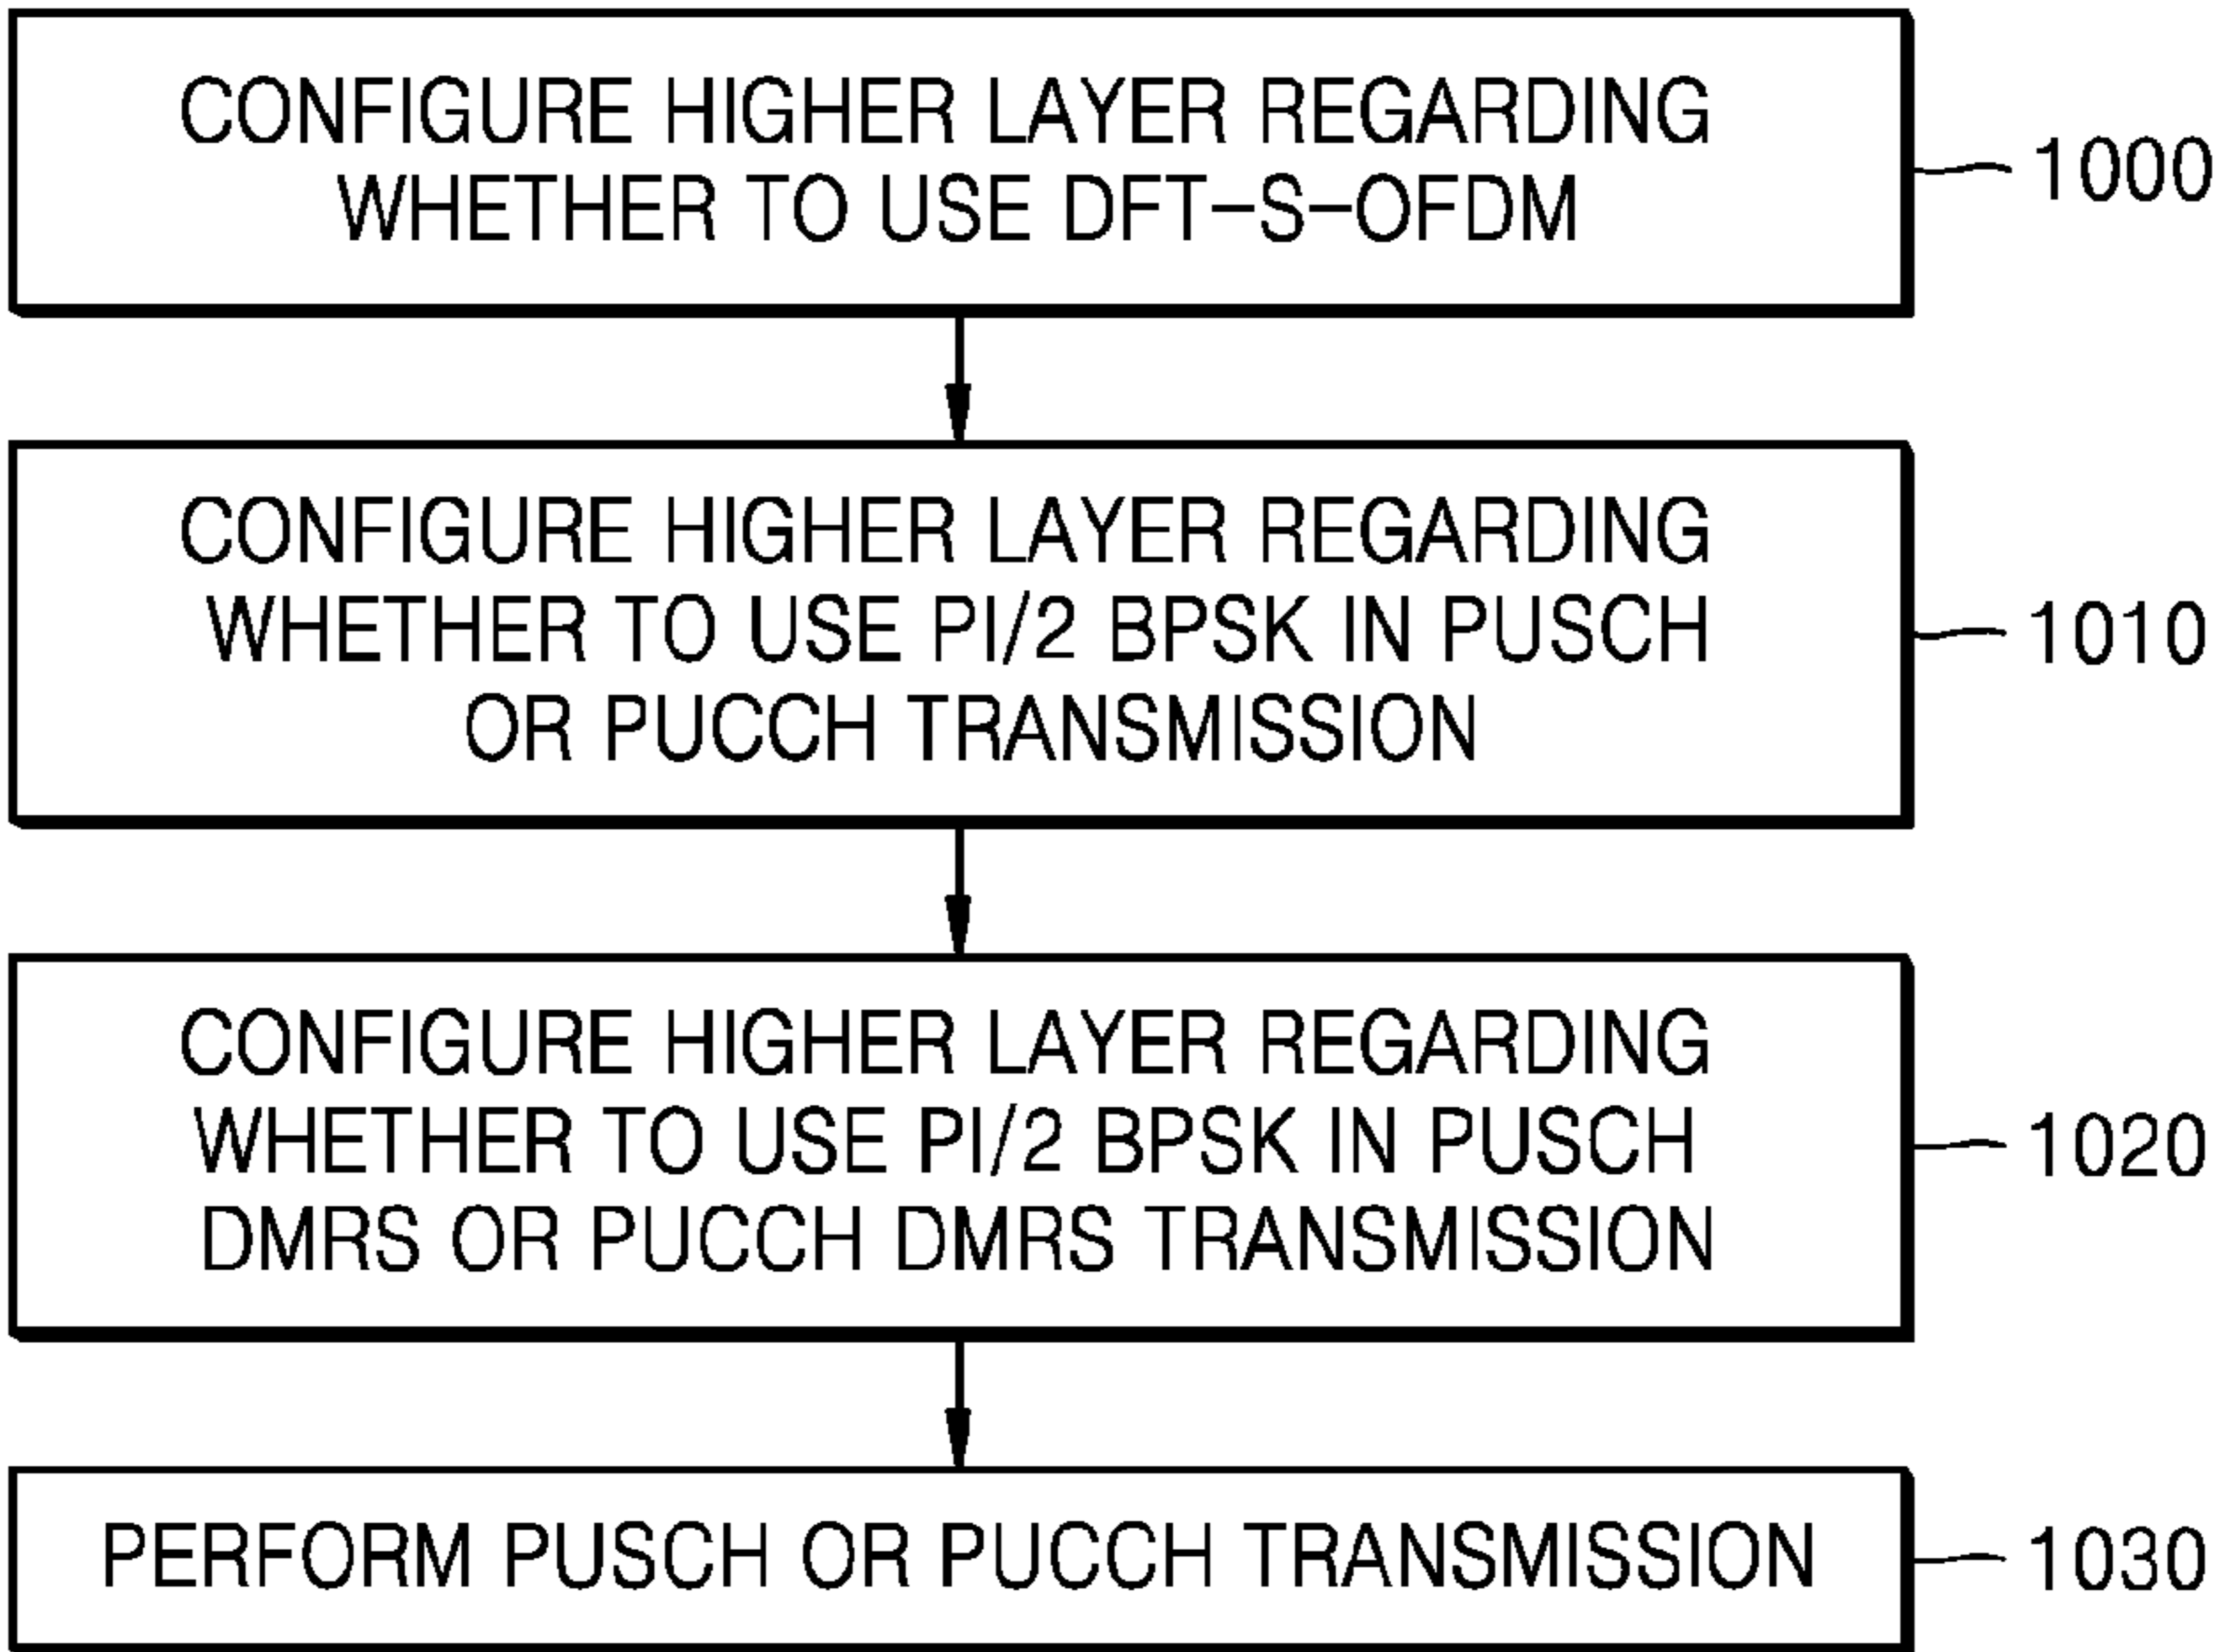 CONFIGURE HIGHER LAYER REGARDING
WHETHER TO USE DFT-S-OFDM
1000
CONFIGURE HIGHER LAYER REGARDING
WHETHER TO USE PI/2 BPSK IN PUSCH
OR PUCCH TRANSMISSION
1010
CONFIGURE HIGHER LAYER REGARDING
WHETHER TO USE PI/2 BPSK IN PUSCH
DMRS OR PUCCH DMRS TRANSMISSION
1020
PERFORM PUSCH OR PUCCH TRANSMISSION
1030